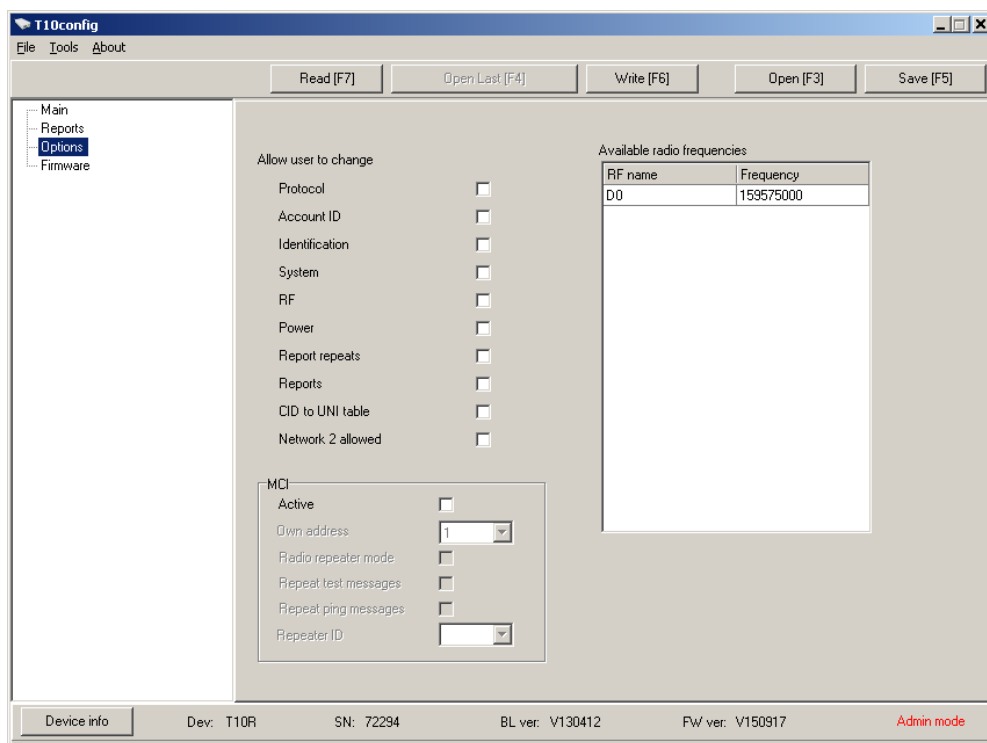 T10config
File Tools About
Read [F7] Open Last [F4] Write [F6] Open [F3] Save [F5]
Main
Reports
Options
Firmware
Allow user to change
Protocol
Account ID
Identification
System
RF
Power
Report repeats
Reports
CID to UNI table
Network 2 allowed
MCI
Active
Own address 1
Radio repeater mode
Repeat test messages
Repeat ping messages
Repeater ID
Available radio frequencies
RF name Frequency
D0 159575000
Device info Dev: T10R SN: 72294 BL ver: V130412 FW ver: V150917 Admin mode